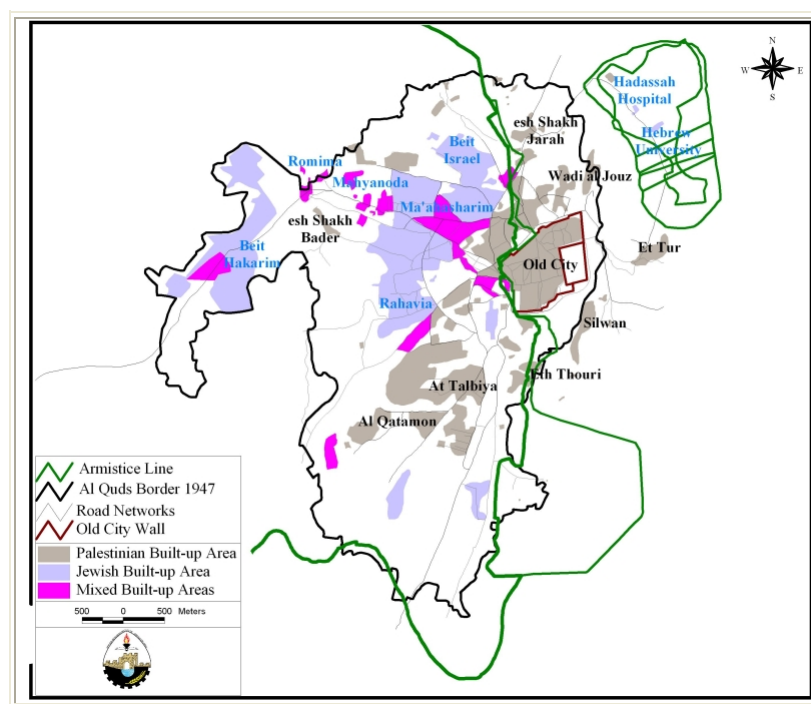 N
W
E
S
Hadassah
Hospital
Hebrew
University
esh Shakh
Jarah
Beit
Israel
Romima
Wadi al Jouz
Ma'aksharim
esh Shakh
Bader
Et Tur
Beit
Hakarim
Old City
Rahavia
Silwan
Eth Thouri
At Talbiya
Al Qatamon
Armistice Line
Al Quds Border 1947
Road Networks
Old City Wall
Palestinian Built-up Area
Jewish Built-up Area
Mixed Built-up Areas
500 0 500 Meters